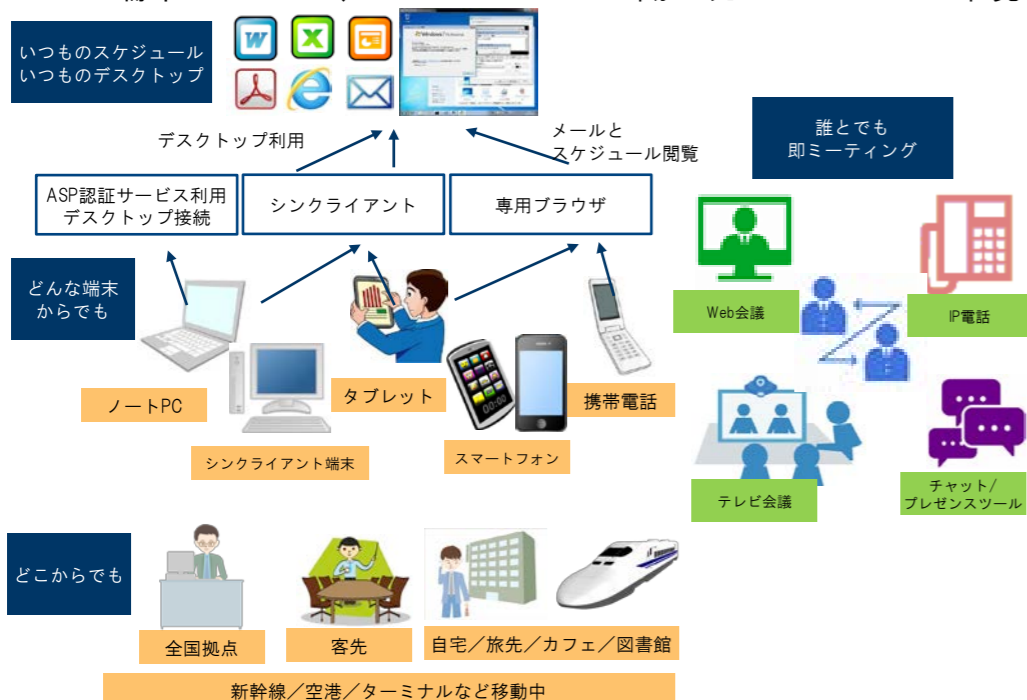 いつものスケジュール
いつものデスクトップ
デスクトップ利用
メールと
スケジュール閲覧
誰とでも
即ミーティング
ASP認証サービス利用
デスクトップ接続
シンクライアント
専用ブラウザ
どんな端末
からでも
Web会議
IP電話
ノートPC
タブレット
携帯電話
シンクライアント端末
スマートフォン
テレビ会議
チャット/
プレゼンスツール
どこからでも
全国拠点
客先
自宅／旅先／カフェ／図書館
新幹線／空港／ターミナルなど移動中